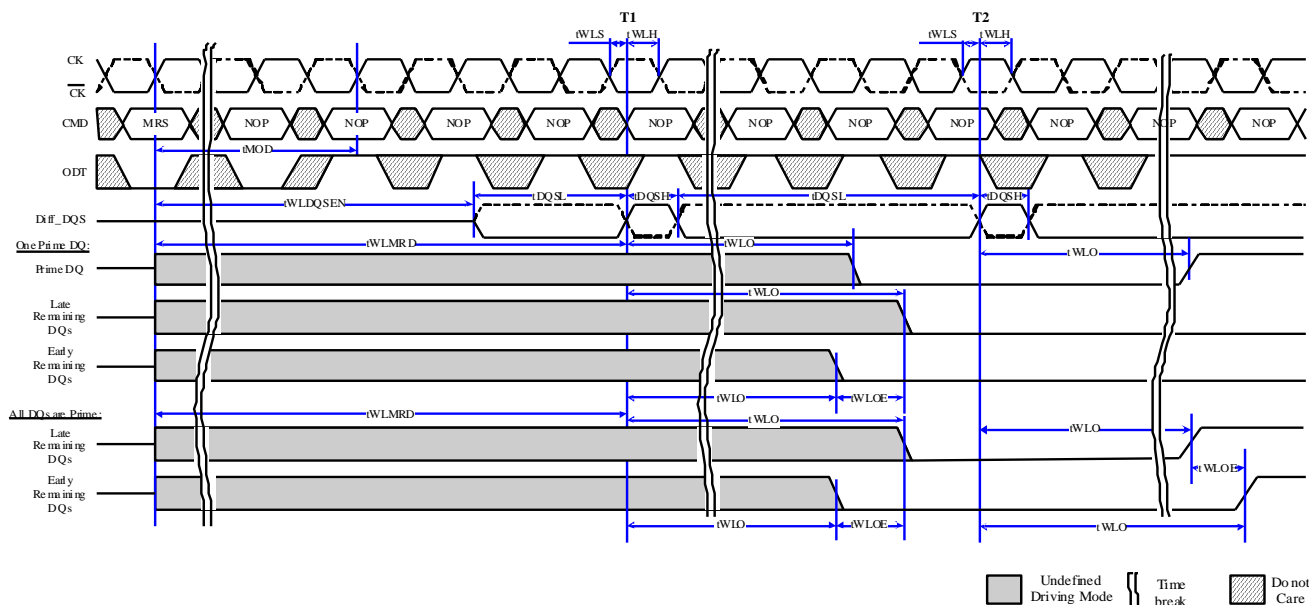 T1 T2
tWLS tWLH tWLS tWLH
CK
CK
CMD MRS NOP NOP NOP NOP NOP NOP NOP NOP NOP NOP NOP
tMOD
ODT
tWLDQSEN tDQSL tDQSH tDQSL tDQSH
Diff_DQS
One Prime DQ: tWLMRD tWLO tWLO
Prime DQ
Late
Remaining
DQs
tWLO
Early
Remaining
DQs
tWLO tWLOE
All DQs are Prime: tWLMRD tWLO
Late
Remaining
DQs
tWLO
tWLOE
Early
Remaining
DQs
tWLO tWLOE tWLO
Undefined
Driving Mode
Time
break
Do not
Care